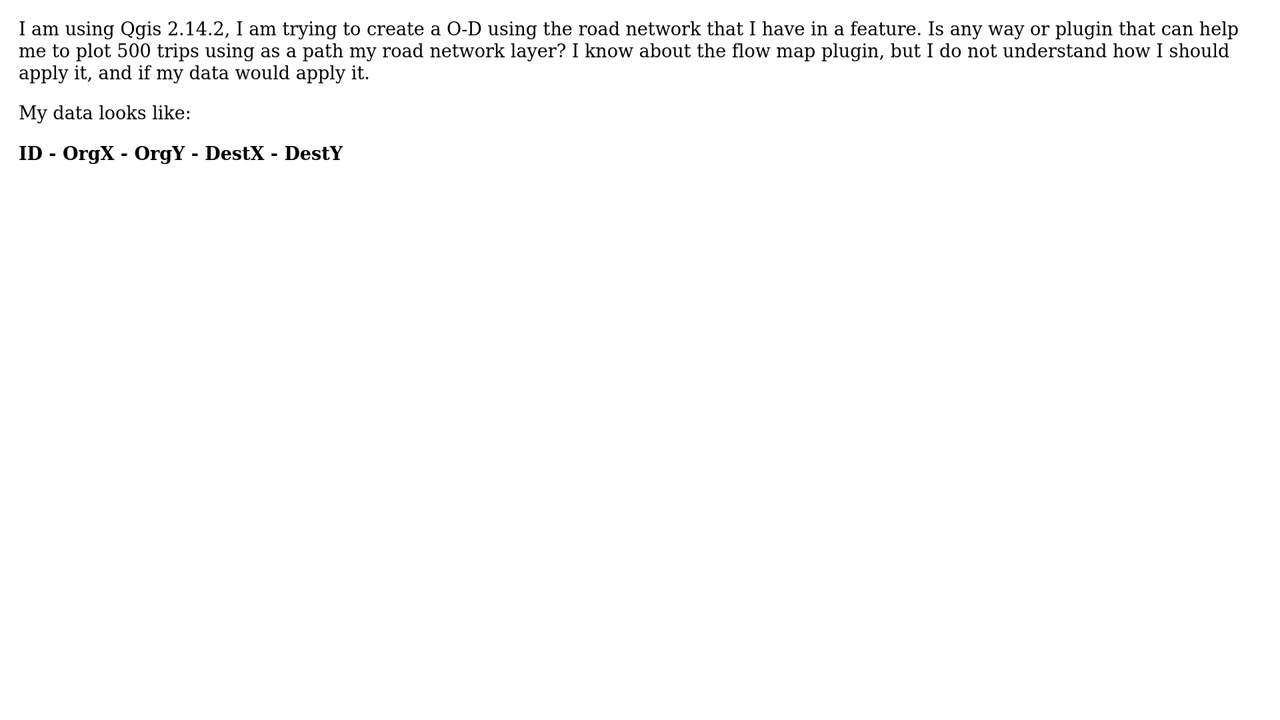 I am using Qgis 2.14.2, I am trying to create a O-D using the road network that I have in a feature. Is any way or plugin that can help
me to plot 500 trips using as a path my road network layer? I know about the flow map plugin, but I do not understand how I should
apply it, and if my data would apply it.
My data looks like:
ID - OrgX - OrgY - DestX - DestY